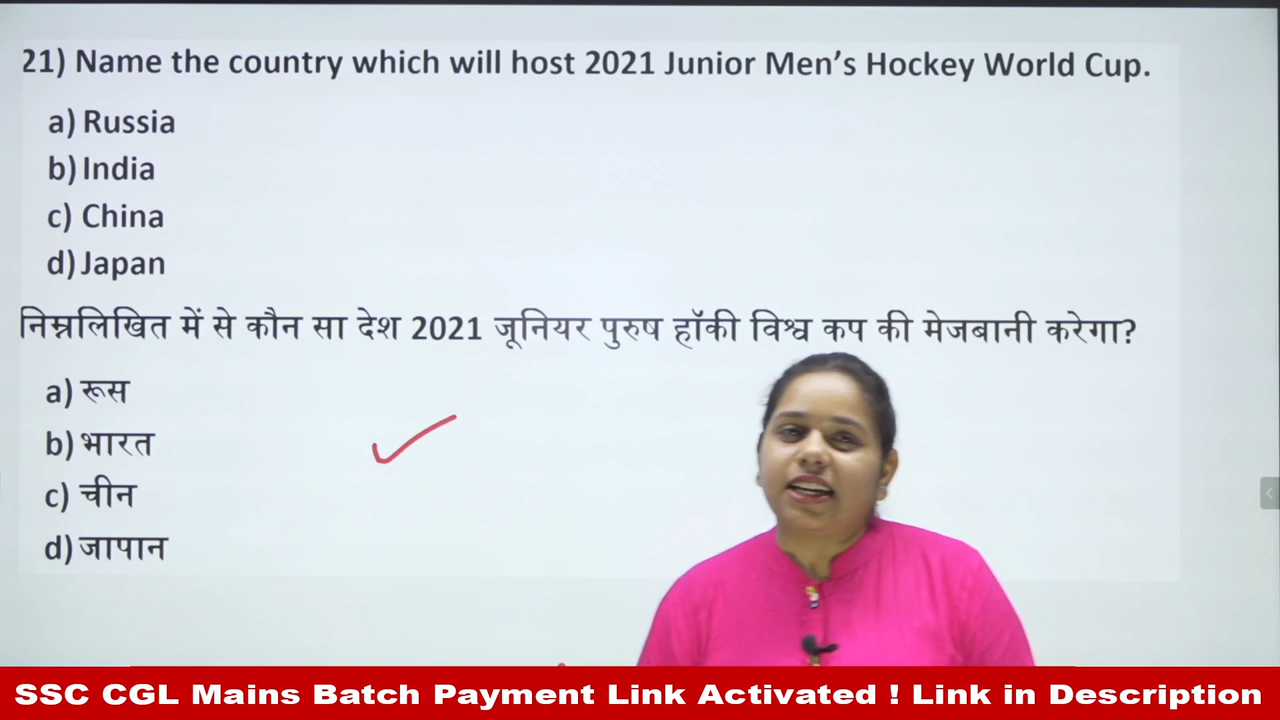 21) Name the country which will host 2021 Junior Men’s Hockey World Cup.
a) Russia
b) India
c) China
d) Japan
निम्नलिखित में से कौन सा देश 2021 जूनियर पुरुष हॉकी विश्व कप की मेजबानी करेगा?
a) रूस
b) भारत
c) चीन
d) जापान
SSC CGL Mains Batch Payment Link Activated ! Link in Description